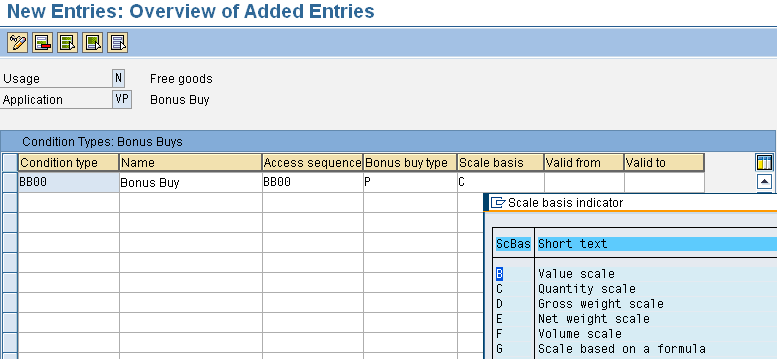 New Entries: Overview of Added Entries
Usage N Free goods
Application VP Bonus Buy
Condition Types: Bonus Buys
Condition type Name Access sequence Bonus buy type Scale basis Valid from Valid to
BB00 Bonus Buy BB00 P C
Scale basis indicator
ScBas Short text
B Value scale
C Quantity scale
D Gross weight scale
E Net weight scale
F Volume scale
G Scale based on a formula